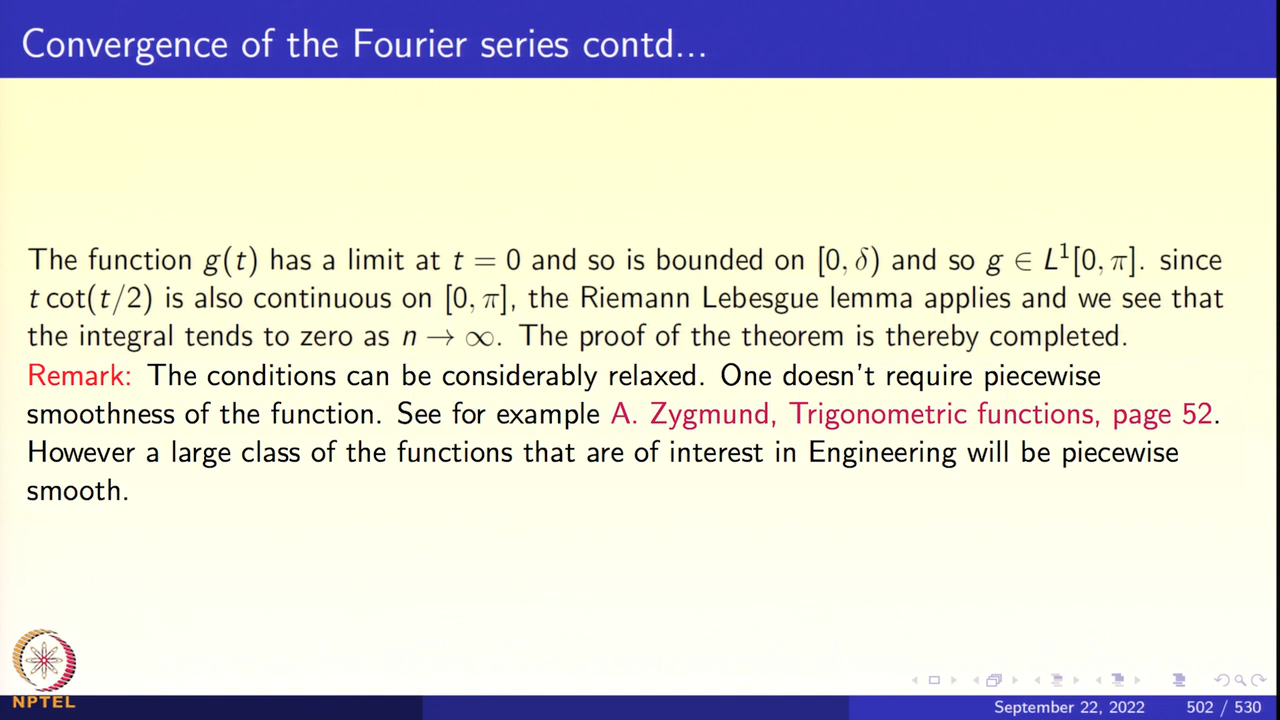 Convergence of the Fourier series contd...
The function g(t) has a limit at t = 0 and so is bounded on [0, δ) and so g ∈ L¹[0, π]. since
t cot(t/2) is also continuous on [0, π], the Riemann Lebesgue lemma applies and we see that
the integral tends to zero as n → ∞. The proof of the theorem is thereby completed.
Remark: The conditions can be considerably relaxed. One doesn't require piecewise
smoothness of the function. See for example A. Zygmund, Trigonometric functions, page 52.
However a large class of the functions that are of interest in Engineering will be piecewise
smooth.
NPTEL
September 22, 2022 502 / 530